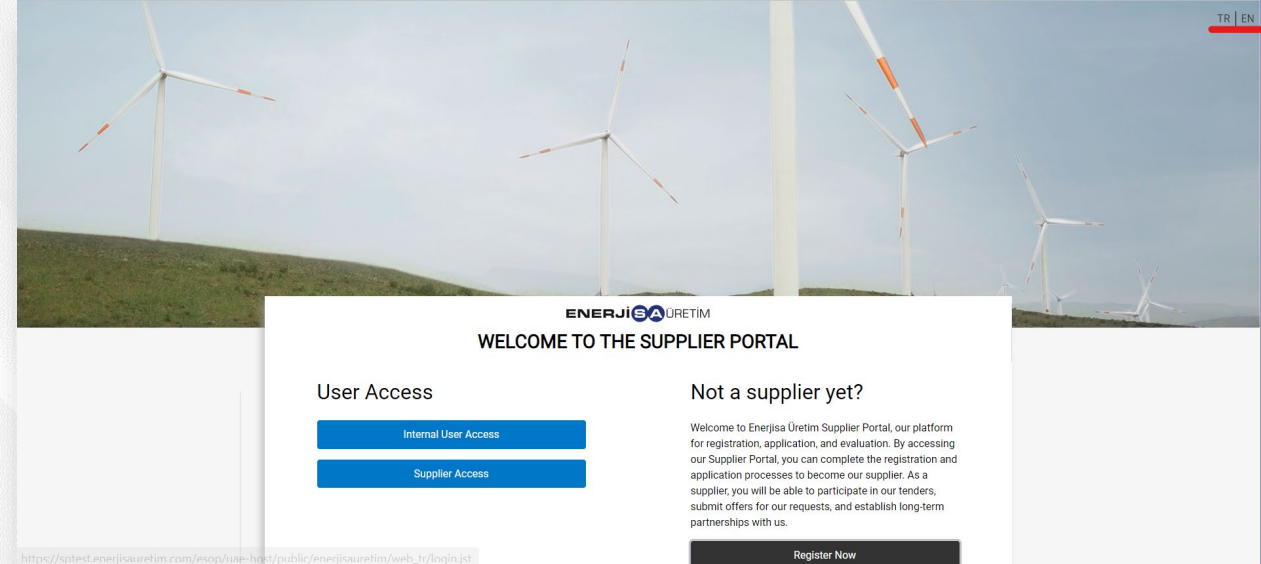 TR | EN
ENERJİSA ÜRETİM
WELCOME TO THE SUPPLIER PORTAL
User Access
Internal User Access
Supplier Access
Not a supplier yet?
Welcome to Enerjisa Üretim Supplier Portal, our platform
for registration, application, and evaluation. By accessing
our Supplier Portal, you can complete the registration and
application processes to become our supplier. As a
supplier, you will be able to participate in our tenders,
submit offers for our requests, and establish long-term
partnerships with us.
Register Now
https://sptest.enerjisauretim.com/esop/uae-host/public/enerjisauretim/web_tr/login.jst